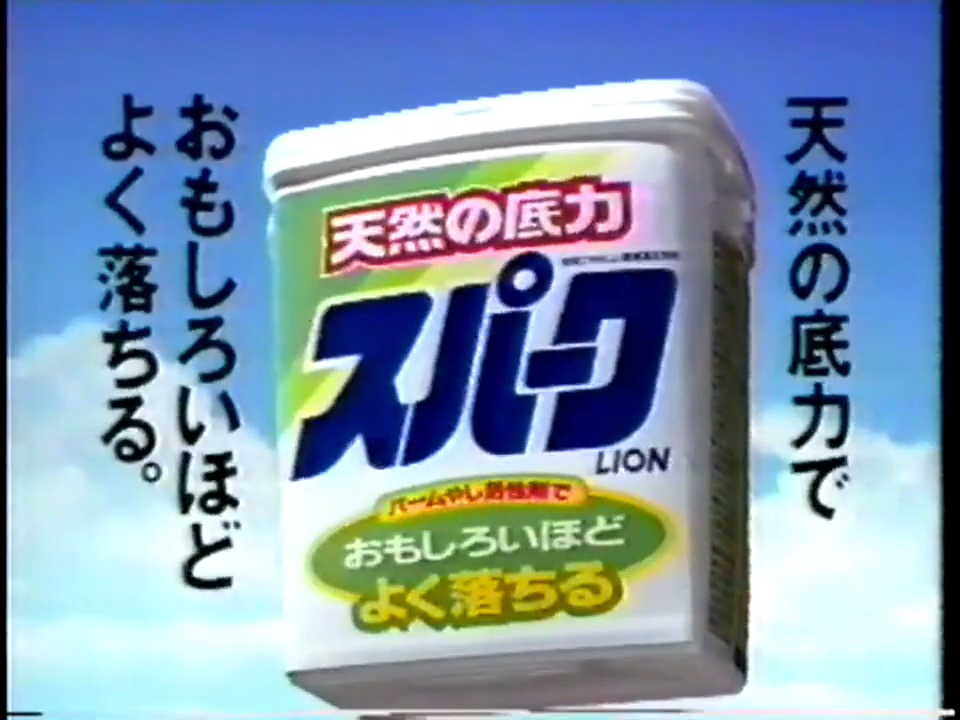 天然の底力で
おもしろいほど
よく落ちる。
天然の底力
スパーク
LION
パームやし活性剤で
おもしろいほど
よく落ちる